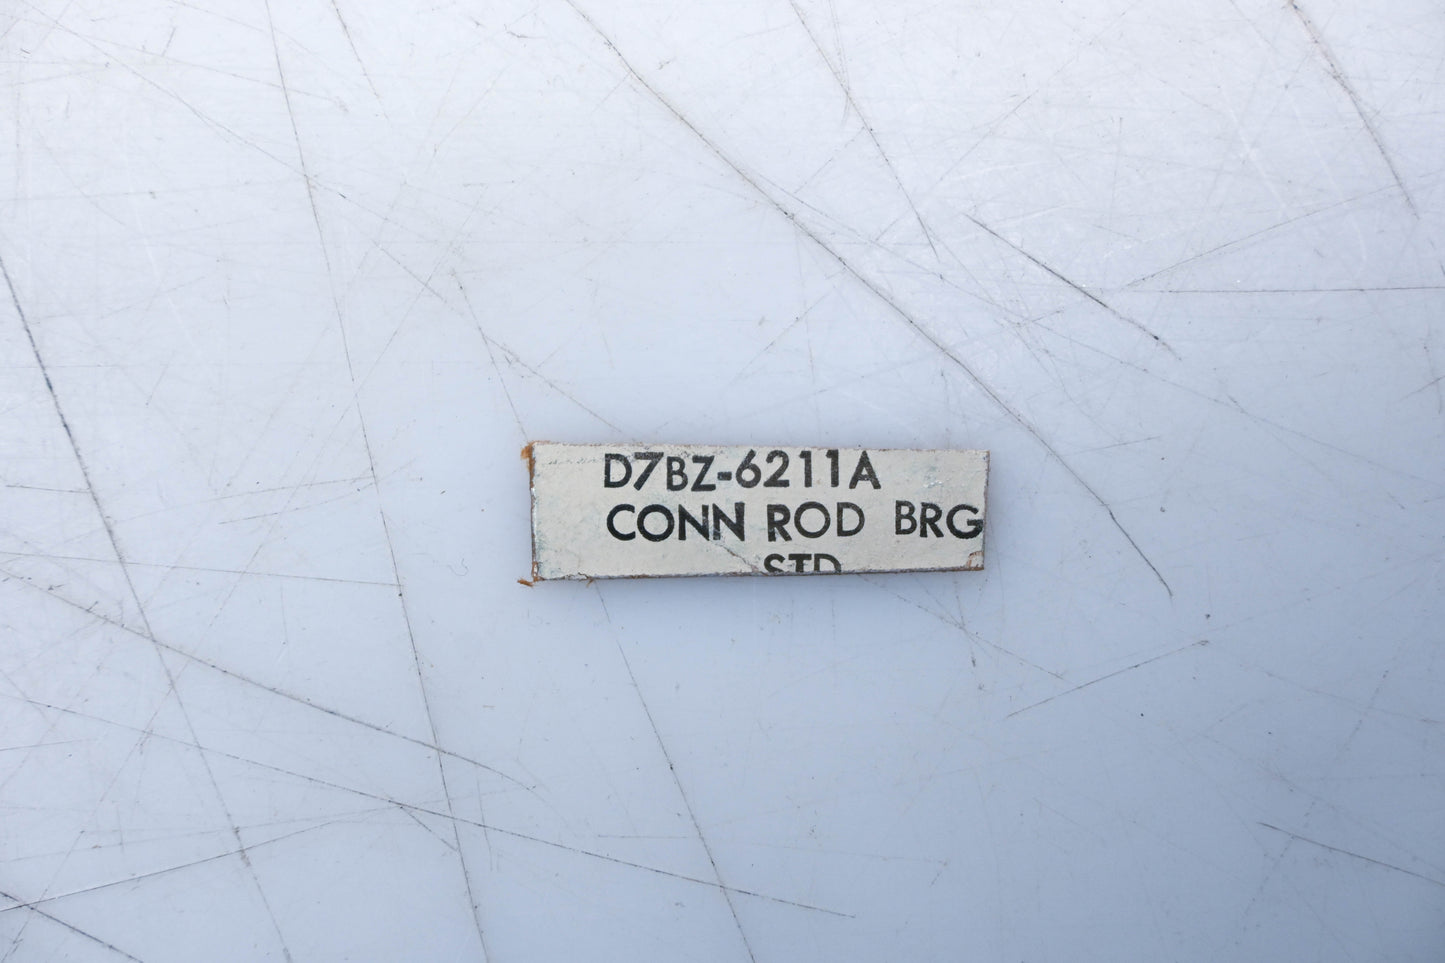 D7BZ-6211A
CONN ROD BRG
STD